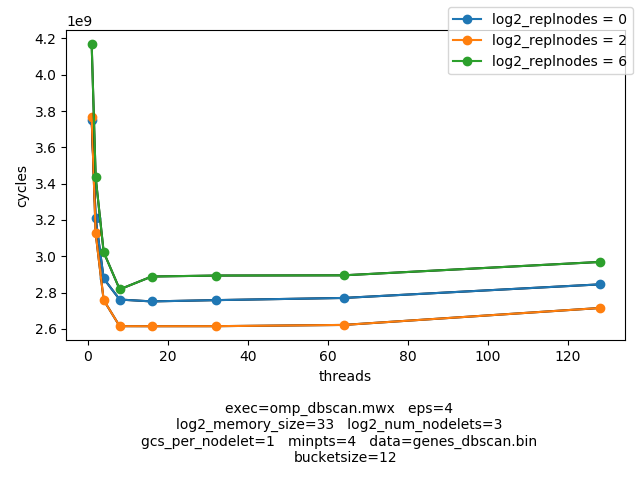 1e9
log2_replnodes = 0
log2_replnodes = 2
log2_replnodes = 6
4.2
4.0
3.8
3.6
3.4
3.2
3.0
2.8
2.6
cycles
0 20 40 60 80 100 120
threads
exec=omp_dbscan.mwx eps=4
log2_memory_size=33 log2_num_nodelets=3
gcs_per_nodelet=1 minpts=4 data=genes_dbscan.bin
bucketsize=12